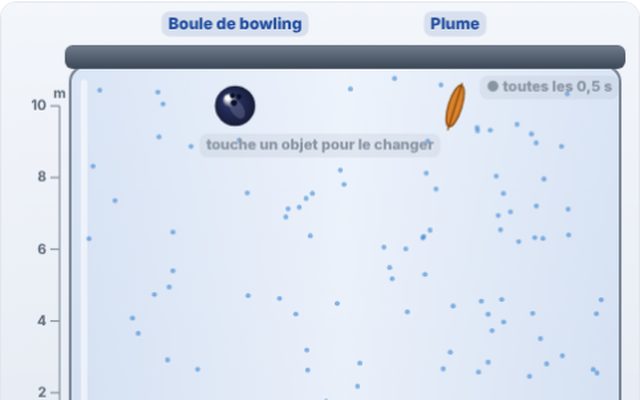 Boule de bowling
Plume
toutes les 0,5 s
m
10
touche un objet pour le changer
8
6
4
2